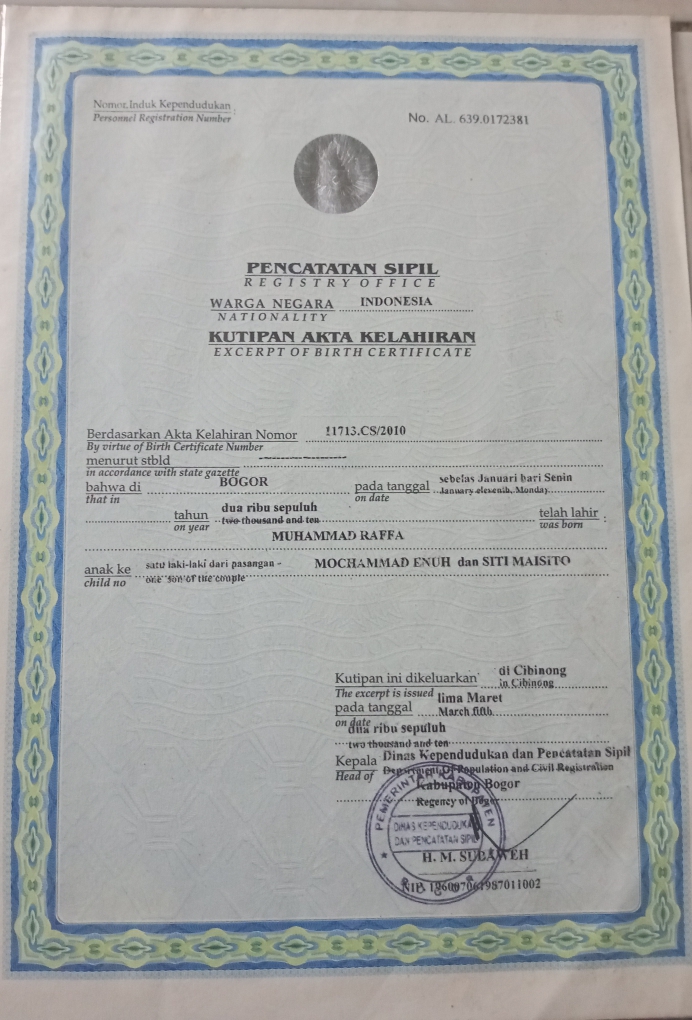 Nomor Induk Kependudukan
Personnel Registration Number
No. AL. 639.0172381
PENCATATAN SIPIL
REGISTRY OFFICE
WARGA NEGARA INDONESIA
NATIONALITY
KUTIPAN AKTA KELAHIRAN
EXCERPT OF BIRTH CERTIFICATE
Berdasarkan Akta Kelahiran Nomor 11713.CS/2010
By virtue of Birth Certificate Number
menurut stbld
in accordance with state gazette
bahwa di BOGOR pada tanggal sebelas Januari hari Senin
that in on date January eleventh, Monday
tahun dua ribu sepuluh telah lahir :
on year two thousand and ten was born
MUHAMMAD RAFFA
anak ke satu laki-laki dari pasangan - MOCHAMMAD ENUH dan SITI MAISITO
child no one son of the couple
Kutipan ini dikeluarkan di Cibinong
The excerpt is issued in Cibinong
pada tanggal lima Maret
on date March fifth
dua ribu sepuluh
two thousand and ten
Kepala Dinas Kependudukan dan Pencatatan Sipil
Head of Department Of Population and Civil Registration
Kabupaten Bogor
Regency of Bogor
PEMERINTAH KABUPATEN
DINAS KEPENDUDUKAN
DAN PENCATATAN SIPIL
H. M. SUBAWEH
NIP